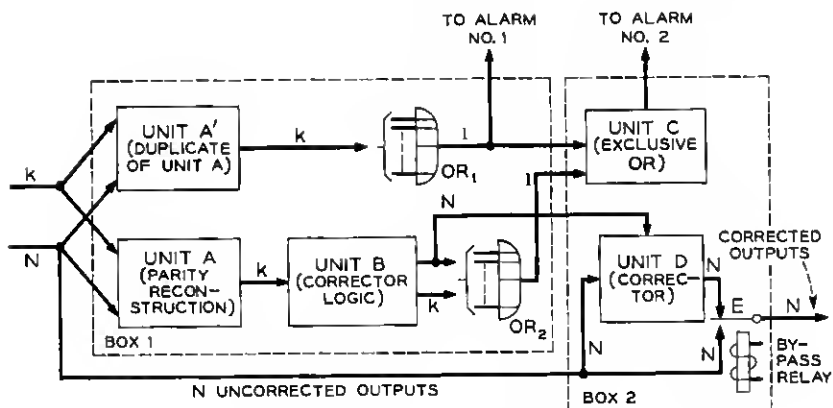 TO ALARM
NO. 1
TO ALARM
NO. 2
UNIT A'
(DUPLICATE
OF UNIT A)
k
OR1
1
UNIT C
(EXCLUSIVE
OR)
k
N
UNIT A
(PARITY
RECON-
STRUCTION)
k
UNIT B
(CORRECTOR
LOGIC)
N
k
OR2
1
UNIT D
(CORREC-
TOR)
N
N
E
CORRECTED
OUTPUTS
N
N
BY-
PASS
RELAY
BOX 1
BOX 2
N UNCORRECTED OUTPUTS